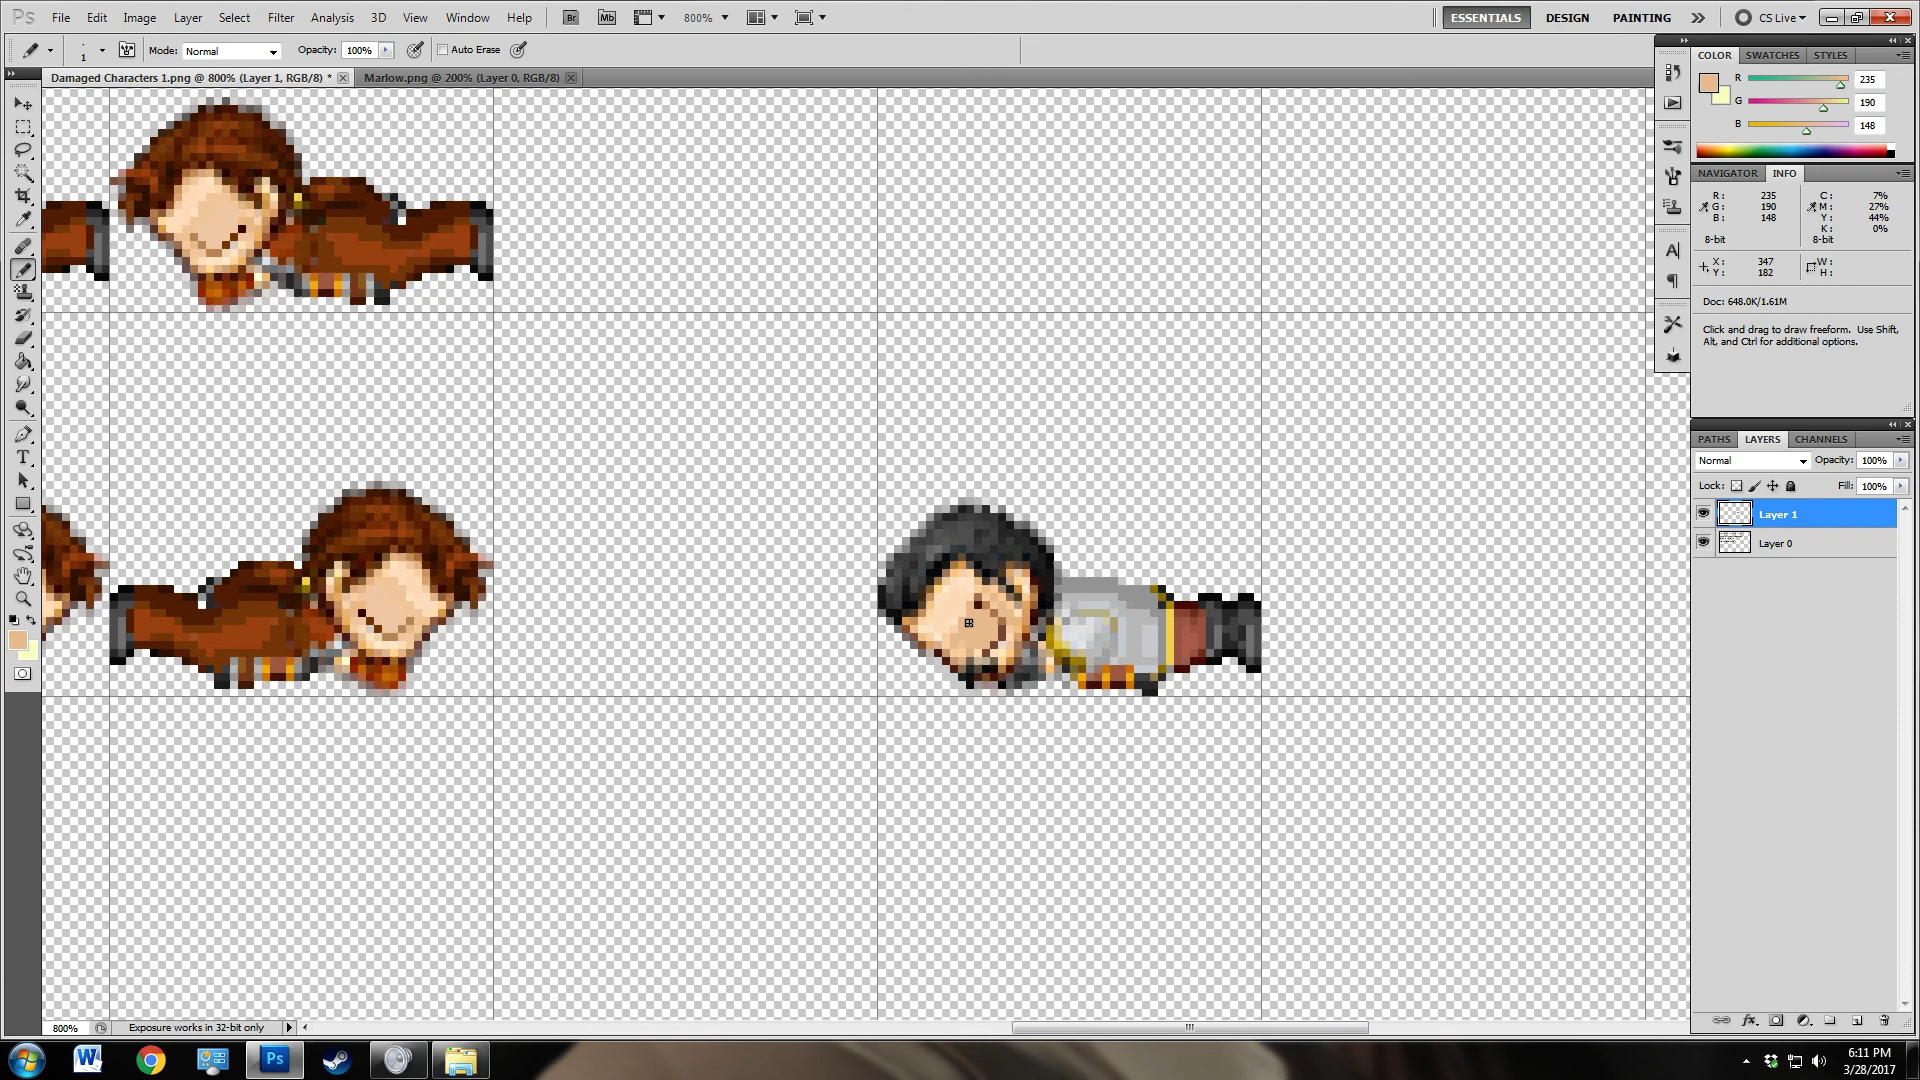 Ps File Edit Image Layer Select Filter Analysis 3D View Window Help Br Mb 800% ESSENTIALS DESIGN PAINTING CS Live
1 Mode: Normal Opacity: 100% Auto Erase
Damaged Characters 1.png @ 800% (Layer 1, RGB/8) * Marlow.png @ 200% (Layer 0, RGB/8)
COLOR SWATCHES STYLES
R 235
G 190
B 148
NAVIGATOR INFO
R: 235 C: 7%
G: 190 M: 27%
B: 148 Y: 44%
K: 0%
8-bit 8-bit
X: 347 W:
Y: 182 H:
Doc: 648.0K/1.61M
Click and drag to draw freeform. Use Shift,
Alt, and Ctrl for additional options.
PATHS LAYERS CHANNELS
Normal Opacity: 100%
Lock: Fill: 100%
Layer 1
Layer 0
800% Exposure works in 32-bit only
W Ps 6:11 PM
3/28/2017